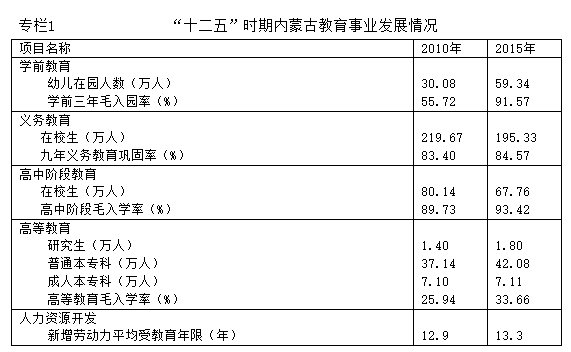 专栏1 “十二五”时期内蒙古教育事业发展情况
项目名称 2010年 2015年
学前教育
幼儿在园人数（万人） 30.08 59.34
学前三年毛入园率（%） 55.72 91.57
义务教育
在校生（万人） 219.67 195.33
九年义务教育巩固率（%） 83.40 84.57
高中阶段教育
在校生（万人） 80.14 67.76
高中阶段毛入学率（%） 89.73 93.42
高等教育
研究生（万人） 1.40 1.80
普通本专科（万人） 37.14 42.08
成人本专科（万人） 7.10 7.11
高等教育毛入学率（%） 25.94 33.66
人力资源开发
新增劳动力平均受教育年限（年） 12.9 13.3